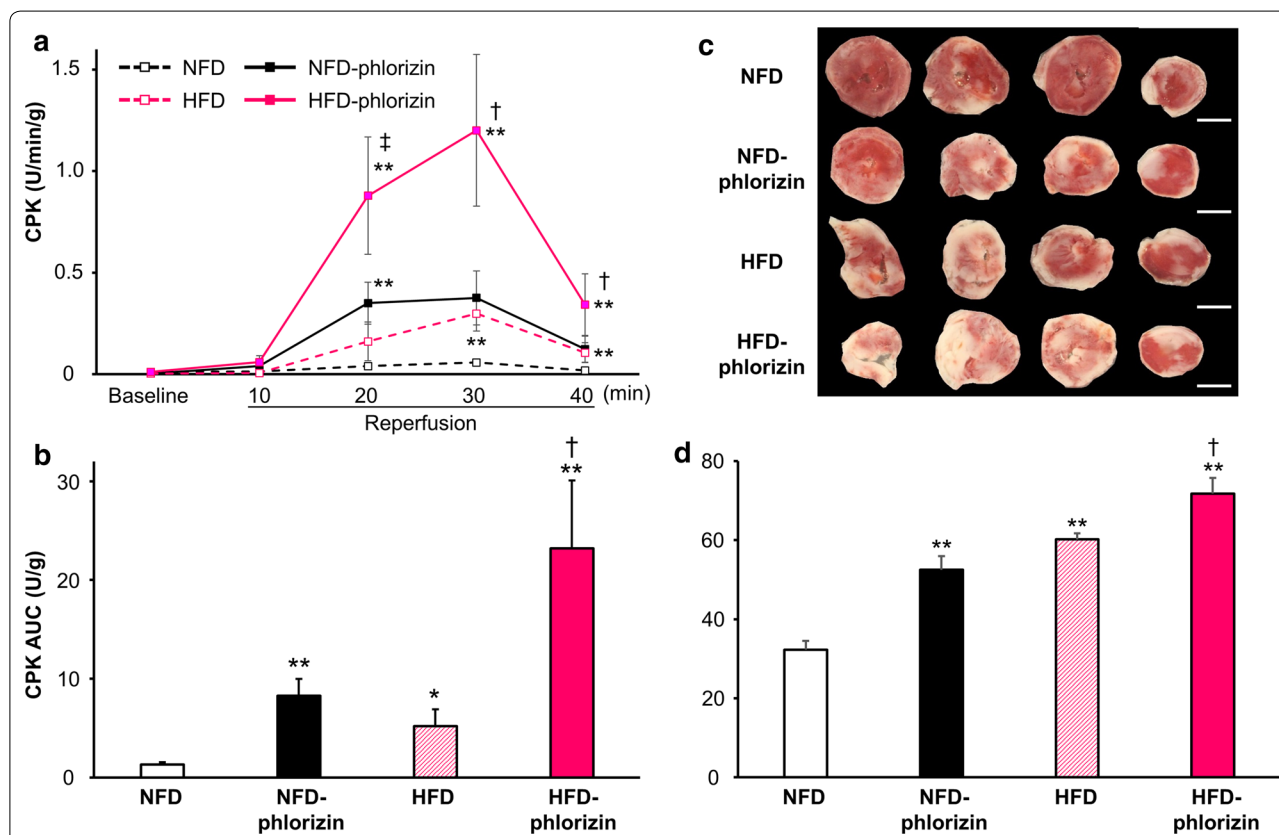 a
NFD
NFD-phlorizin
HFD
HFD-phlorizin
CPK (U/min/g)
1.5
1.0
0.5
0
‡
**
†
**
**
**
†
**
**
Baseline
10
20
30
40
(min)
Reperfusion
b
CPK AUC (U/g)
30
20
10
0
**
*
†
**
NFD
NFD-
phlorizin
HFD
HFD-
phlorizin
c
NFD
NFD-
phlorizin
HFD
HFD-
phlorizin
d
80
60
40
20
0
**
**
†
**
NFD
NFD-
phlorizin
HFD
HFD-
phlorizin